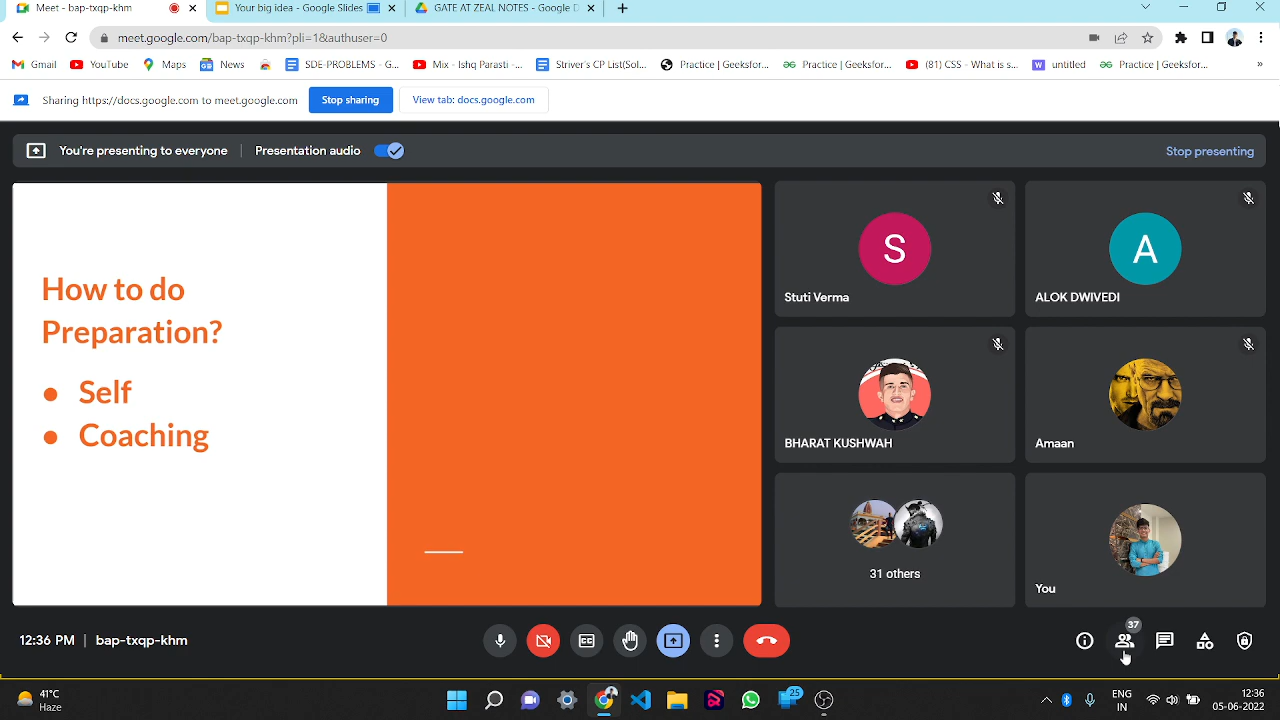 Meet - bap-txqp-khm
Your big idea - Google Slides
GATE AT ZEAL NOTES - Google D
meet.google.com/bap-txqp-khm?pli=1&authuser=0
Gmail
YouTube
Maps
News
SDE-PROBLEMS - G...
Mix - Ishq Parasti -...
Striver's CP List(Sol...
Practice | Geeksfor...
Practice | Geeksfor...
(81) CSS - What is s...
untitled
Practice | Geeksfor...
»
Sharing https://docs.google.com to meet.google.com
Stop sharing
View tab: docs.google.com
You're presenting to everyone
Presentation audio
Stop presenting
How to do
Preparation?
● Self
● Coaching
S
Stuti Verma
A
ALOK DWIVEDI
BHARAT KUSHWAH
Amaan
31 others
You
12:36 PM | bap-txqp-khm
37
41°C
Haze
25
ENG
IN
12:36
05-06-2022